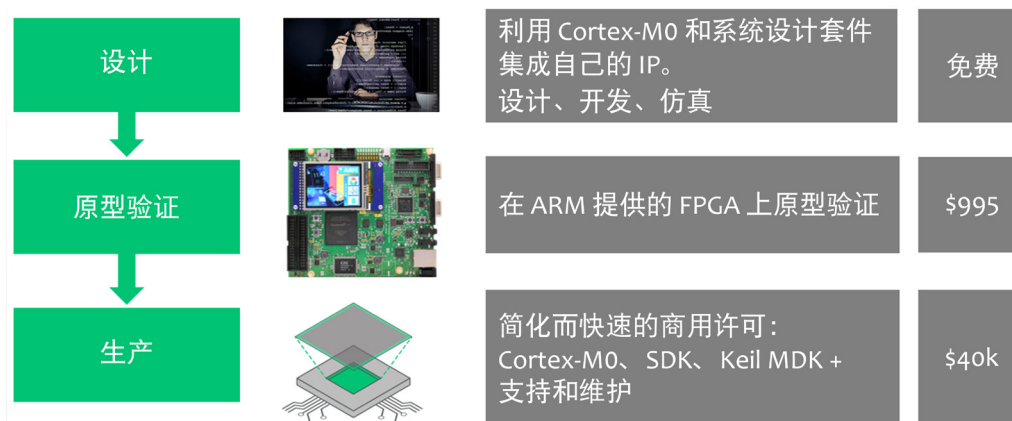 设计
利用 Cortex-M0 和系统设计套件
集成自己的 IP。
设计、开发、仿真
免费
原型验证
ARM
在 ARM 提供的 FPGA 上原型验证
$995
生产
简化而快速的商用许可：
Cortex-M0、 SDK、 Keil MDK +
支持和维护
$40k